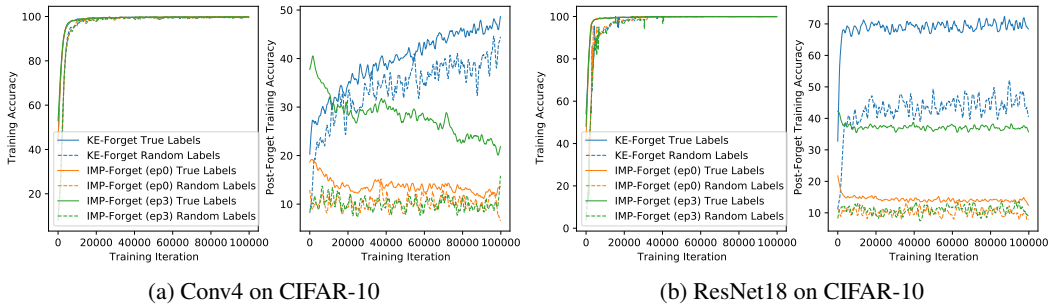 Training Accuracy
100
80
60
40
20
0 20000 40000 60000 80000 100000
Training Iteration
KE-Forget True Labels
KE-Forget Random Labels
IMP-Forget (ep0) True Labels
IMP-Forget (ep0) Random Labels
IMP-Forget (ep3) True Labels
IMP-Forget (ep3) Random Labels
Post-Forget Training Accuracy
50
40
30
20
10
0 20000 40000 60000 80000 100000
Training Iteration
(a) Conv4 on CIFAR-10
Training Accuracy
100
80
60
40
20
0
0 20000 40000 60000 80000 100000
Training Iteration
KE-Forget True Labels
KE-Forget Random Labels
IMP-Forget (ep0) True Labels
IMP-Forget (ep0) Random Labels
IMP-Forget (ep3) True Labels
IMP-Forget (ep3) Random Labels
Post-Forget Training Accuracy
70
60
50
40
30
20
10
0 20000 40000 60000 80000 100000
Training Iteration
(b) ResNet18 on CIFAR-10